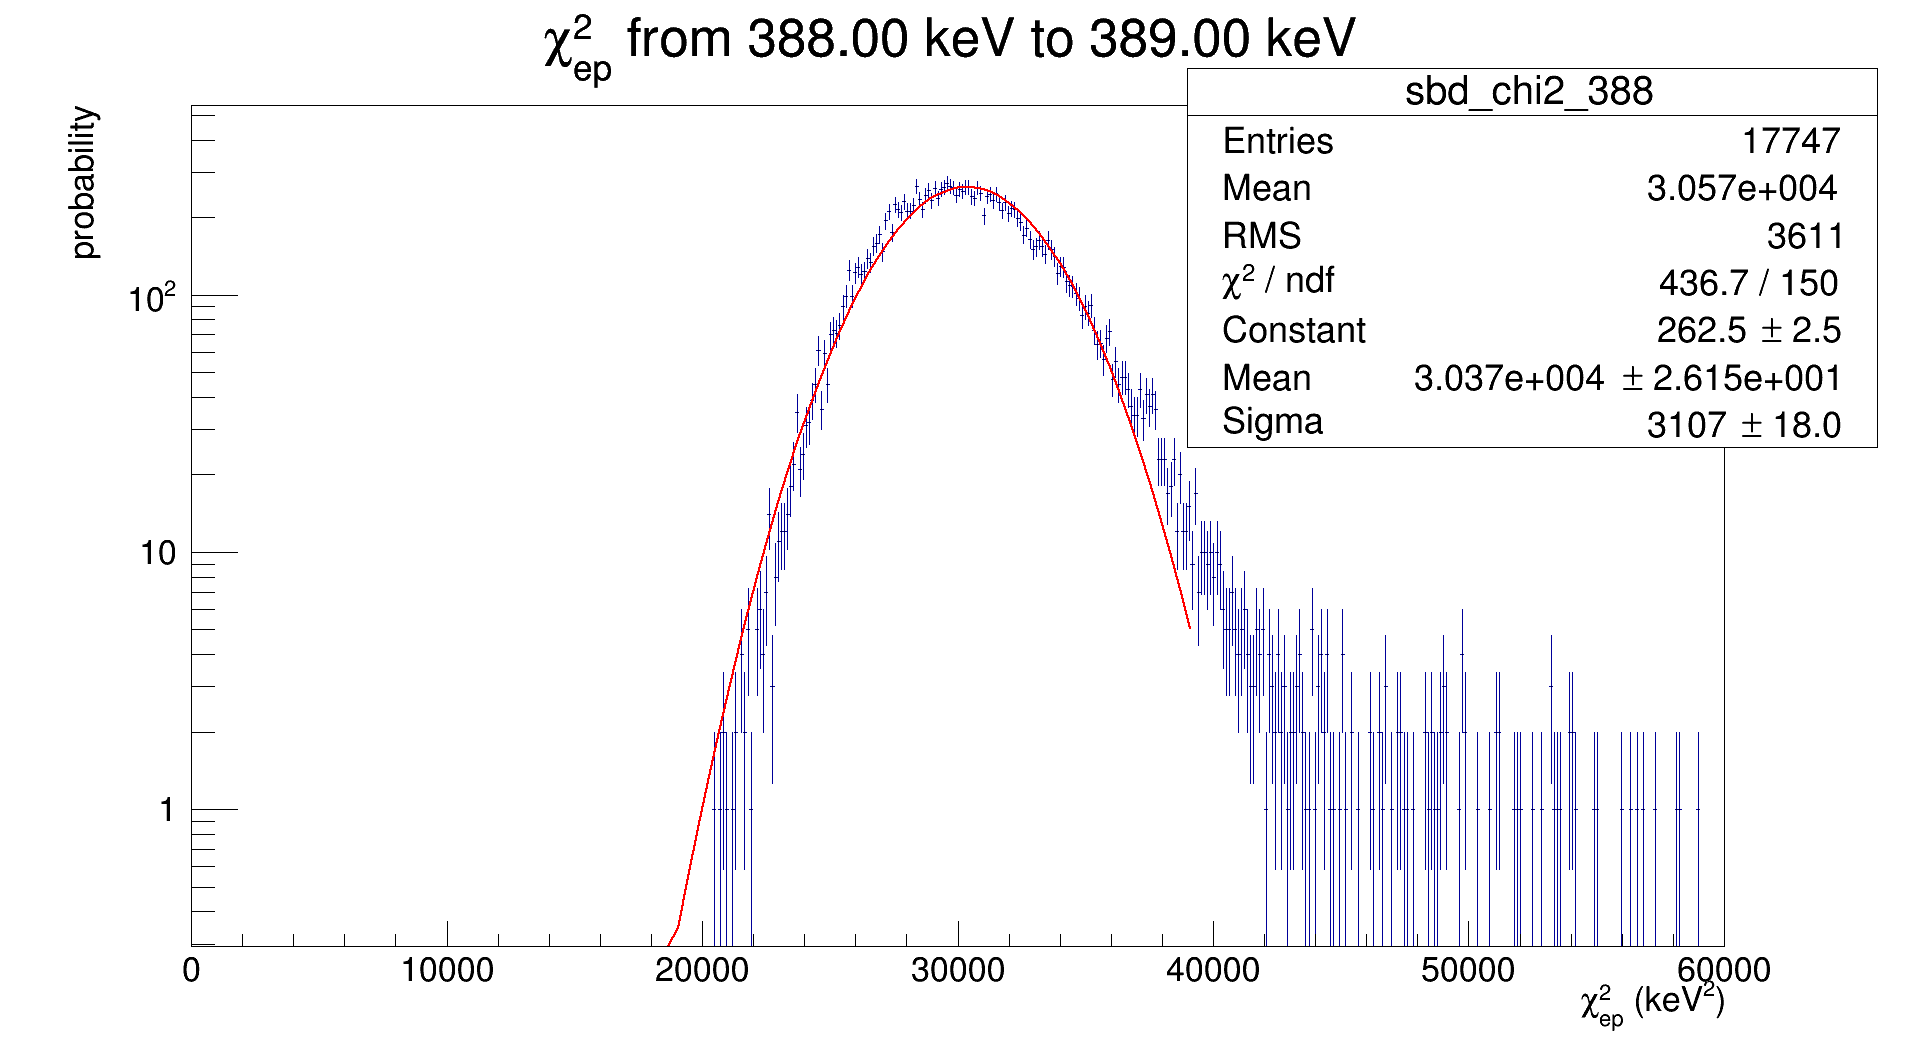 χ²ep from 388.00 keV to 389.00 keV
sbd_chi2_388
Entries 17747
Mean 3.057e+004
RMS 3611
χ² / ndf 436.7 / 150
Constant 262.5 ± 2.5
Mean 3.037e+004 ± 2.615e+001
Sigma 3107 ± 18.0
probability
10²
10
1
0 10000 20000 30000 40000 50000 60000
χ²ep (keV²)